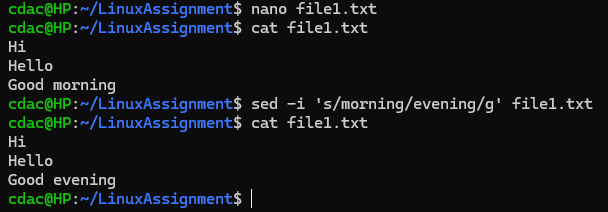 cdac@HP:~/LinuxAssignment$ nano file1.txt
cdac@HP:~/LinuxAssignment$ cat file1.txt
Hi
Hello
Good morning
cdac@HP:~/LinuxAssignment$ sed -i 's/morning/evening/g' file1.txt
cdac@HP:~/LinuxAssignment$ cat file1.txt
Hi
Hello
Good evening
cdac@HP:~/LinuxAssignment$